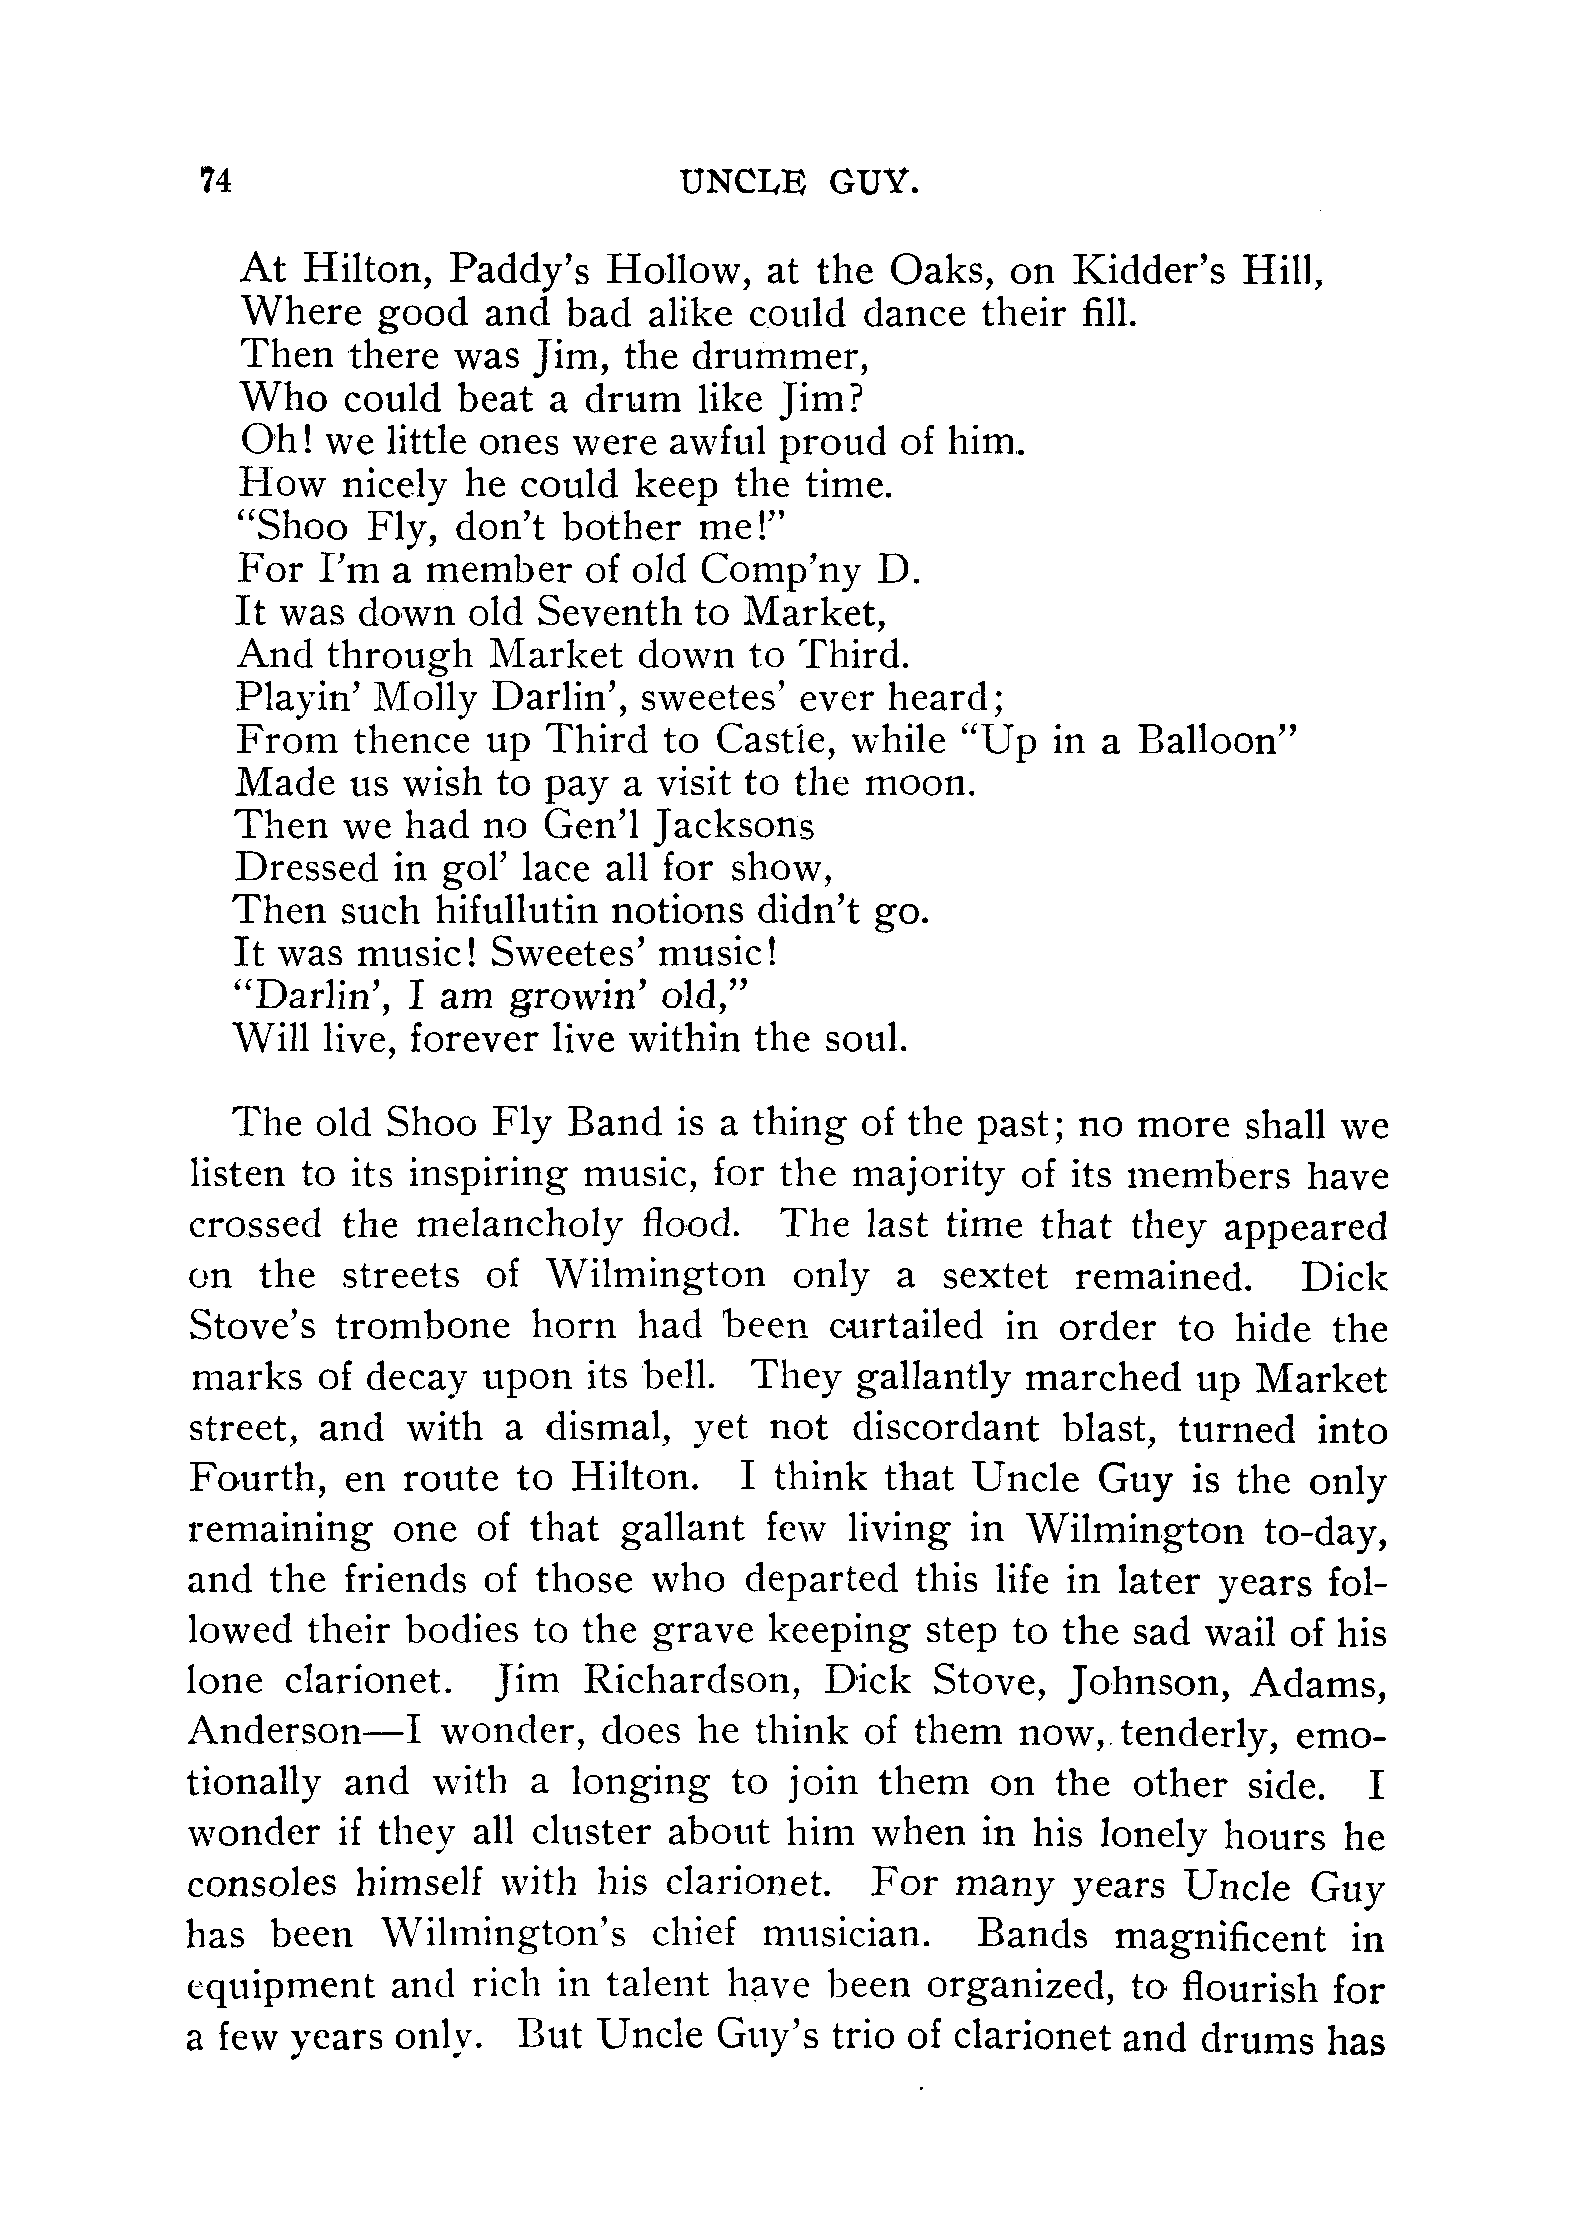 74 UNCLE GUY.
At Hilton, Paddy's Hollow, at the Oaks, on Kidder's Hill,
Where good and bad alike could dance their fill.
Then there was Jim, the drummer,
Who could beat a drum like Jim?
Oh! we little ones were awful proud of him.
How nicely he could keep the time.
“Shoo Fly, don't bother me!”
For I'm a member of old Comp'ny D.
It was down old Seventh to Market,
And through Market down to Third.
Playin' Molly Darlin', sweetes' ever heard;
From thence up Third to Castle, while “Up in a Balloon”
Made us wish to pay a visit to the moon.
Then we had no Gen'l Jacksons
Dressed in gol' lace all for show,
Then such hifullutin notions didn't go.
It was music! Sweetes' music!
“Darlin', I am growin' old,”
Will live, forever live within the soul.
The old Shoo Fly Band is a thing of the past; no more shall we
listen to its inspiring music, for the majority of its members have
crossed the melancholy flood. The last time that they appeared
on the streets of Wilmington only a sextet remained. Dick
Stove's trombone horn had been curtailed in order to hide the
marks of decay upon its bell. They gallantly marched up Market
street, and with a dismal, yet not discordant blast, turned into
Fourth, en route to Hilton. I think that Uncle Guy is the only
remaining one of that gallant few living in Wilmington to-day,
and the friends of those who departed this life in later years fol-
lowed their bodies to the grave keeping step to the sad wail of his
lone clarionet. Jim Richardson, Dick Stove, Johnson, Adams,
Anderson—I wonder, does he think of them now, tenderly, emo-
tionally and with a longing to join them on the other side. I
wonder if they all cluster about him when in his lonely hours he
consoles himself with his clarionet. For many years Uncle Guy
has been Wilmington's chief musician. Bands magnificent in
equipment and rich in talent have been organized, to flourish for
a few years only. But Uncle Guy's trio of clarionet and drums has